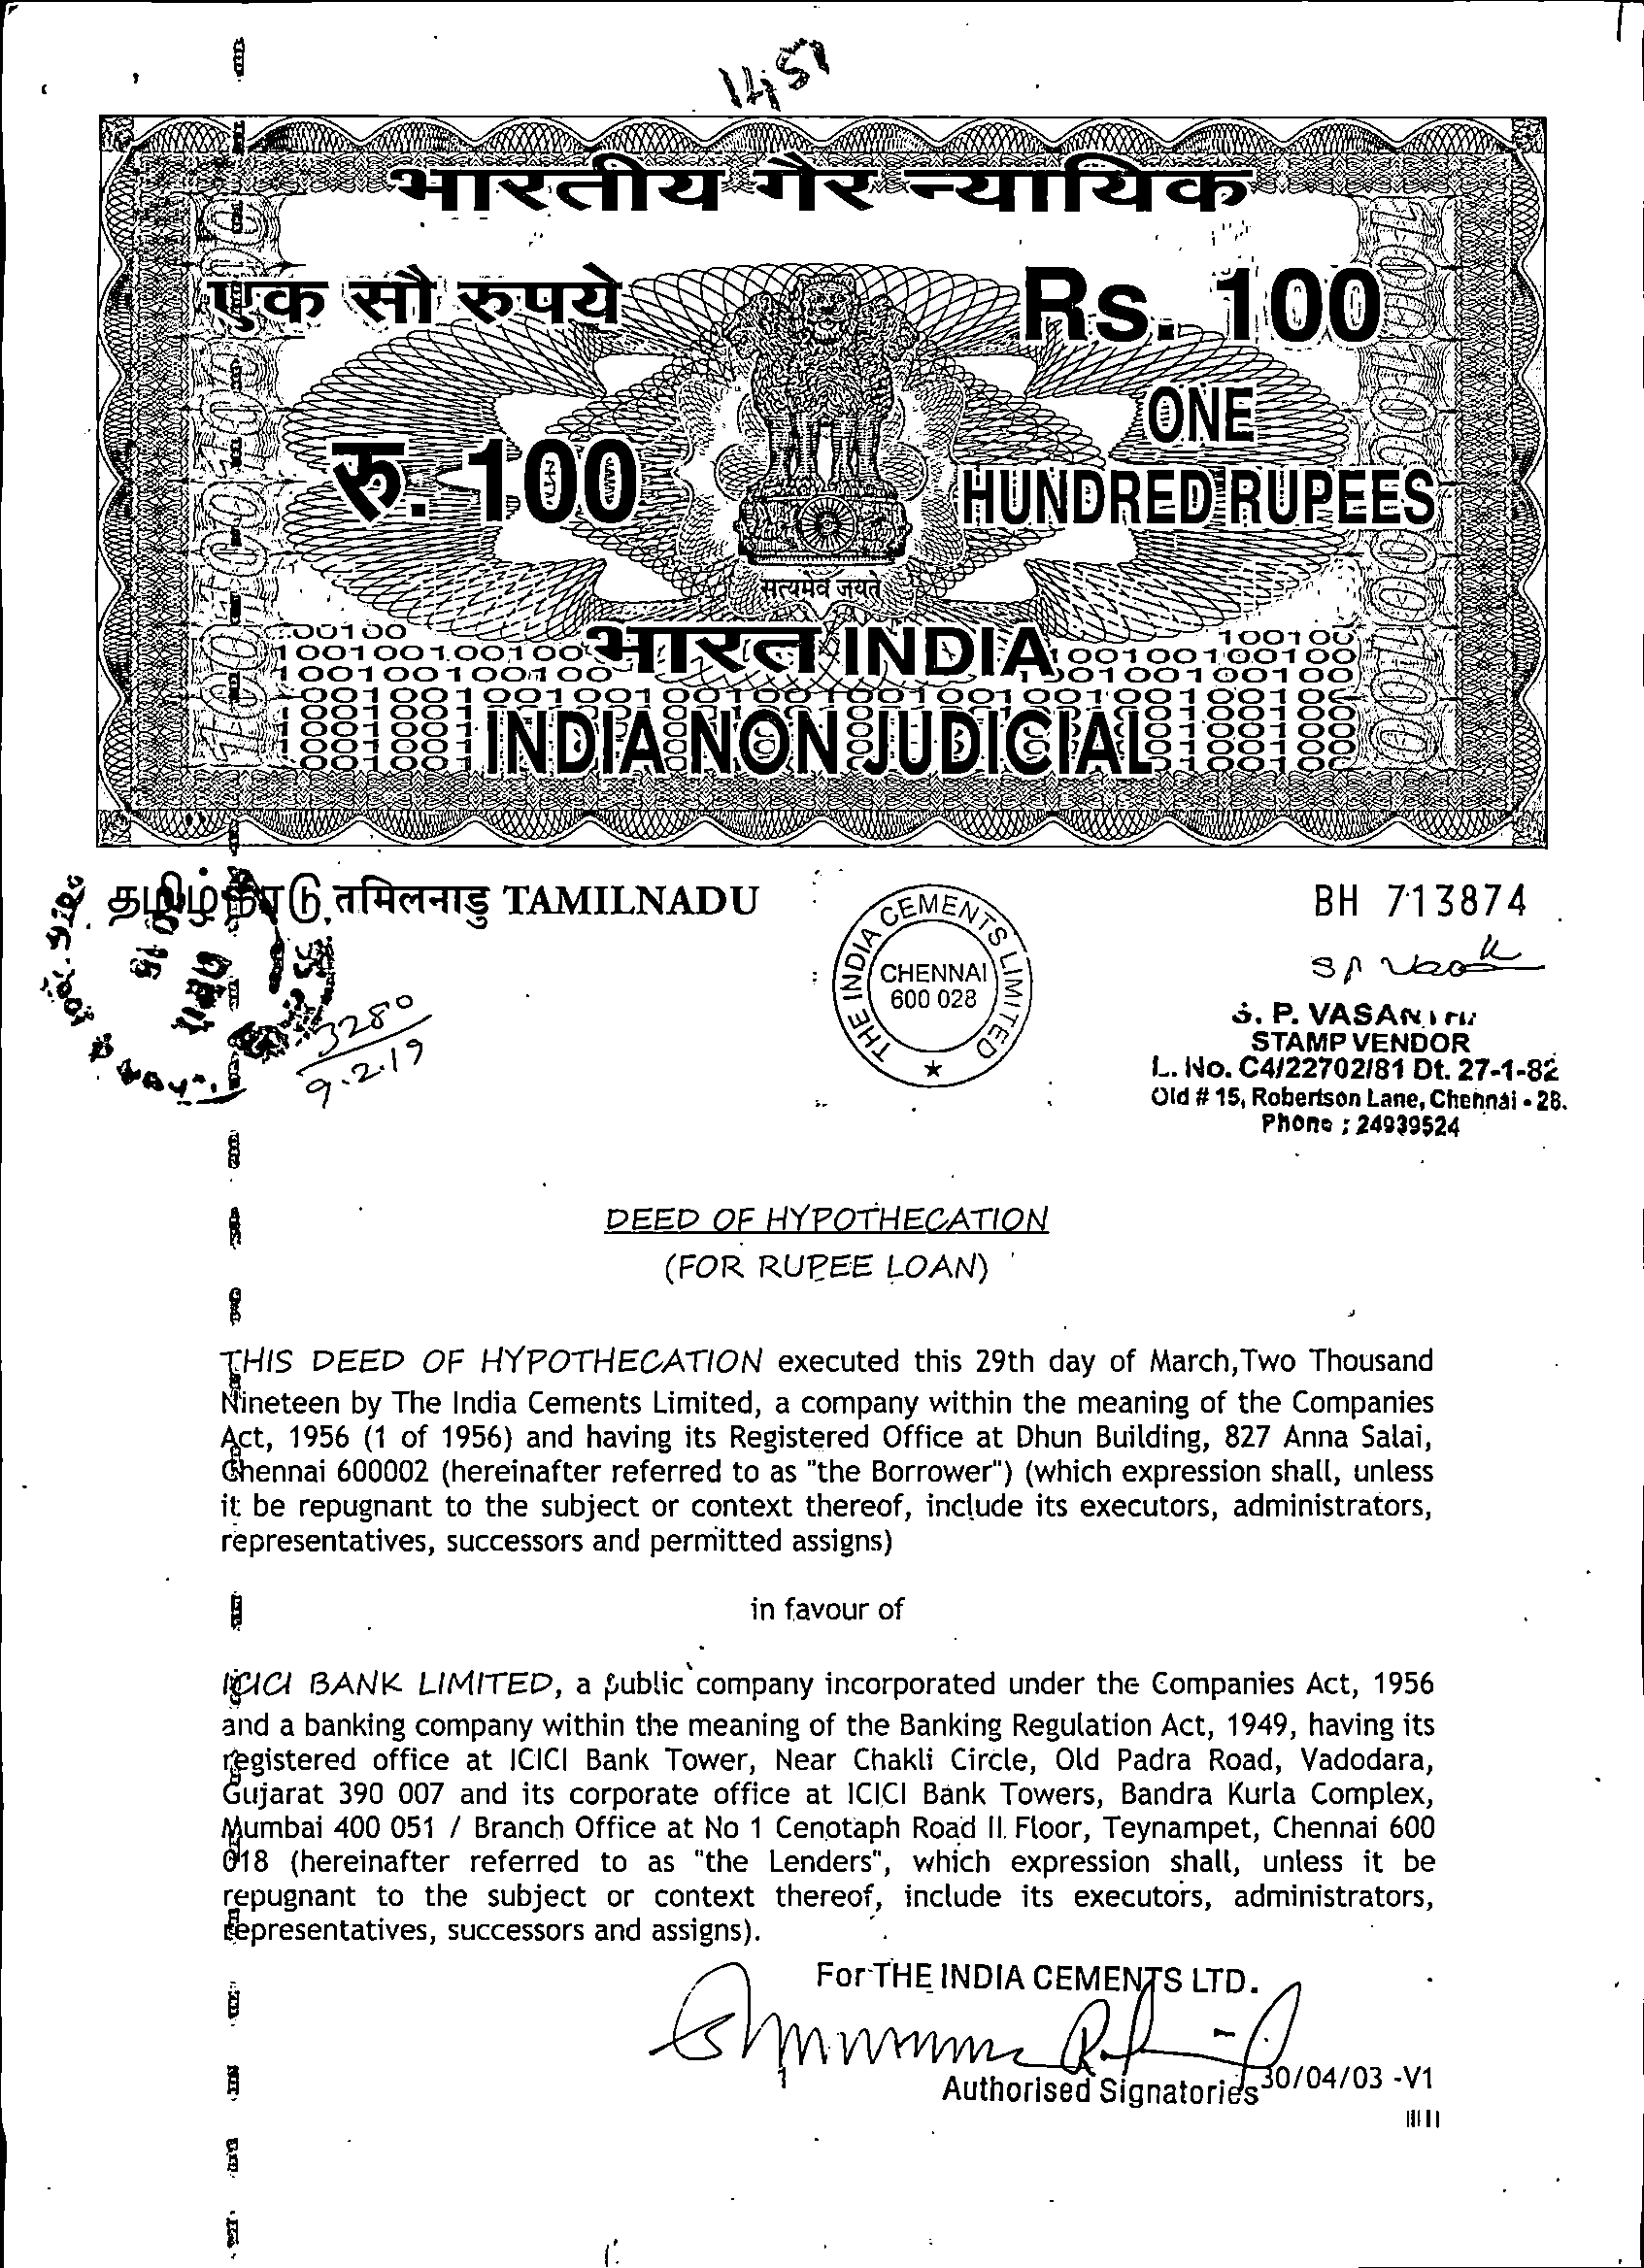 1451
भारतीय गैर न्यायिक
एक सौ रुपये
Rs. 100
रु. 100
ONE
HUNDRED RUPEES
सत्यमेव जयते
भारत INDIA
INDIA NON JUDICIAL
தமிழ்நாடு तमिलनाडु TAMILNADU
BH 713874
THE INDIA CEMENTS LIMITED
CHENNAI
600 028
3280
9.2.19
S. P. VASANTHI
STAMP VENDOR
L. No. C4/22702/81 Dt. 27-1-82
Old # 15, Robertson Lane, Chennai - 28.
Phone : 24939524
DEED OF HYPOTHECATION
(FOR RUPEE LOAN)
THIS DEED OF HYPOTHECATION executed this 29th day of March,Two Thousand
Nineteen by The India Cements Limited, a company within the meaning of the Companies
Act, 1956 (1 of 1956) and having its Registered Office at Dhun Building, 827 Anna Salai,
Chennai 600002 (hereinafter referred to as "the Borrower") (which expression shall, unless
it be repugnant to the subject or context thereof, include its executors, administrators,
representatives, successors and permitted assigns)
in favour of
ICICI BANK LIMITED, a public company incorporated under the Companies Act, 1956
and a banking company within the meaning of the Banking Regulation Act, 1949, having its
registered office at ICICI Bank Tower, Near Chakli Circle, Old Padra Road, Vadodara,
Gujarat 390 007 and its corporate office at ICICI Bank Towers, Bandra Kurla Complex,
Mumbai 400 051 / Branch Office at No 1 Cenotaph Road II Floor, Teynampet, Chennai 600
018 (hereinafter referred to as "the Lenders", which expression shall, unless it be
repugnant to the subject or context thereof, include its executors, administrators,
representatives, successors and assigns).
For THE INDIA CEMENTS LTD.
1
Authorised Signatories
30/04/03 -V1